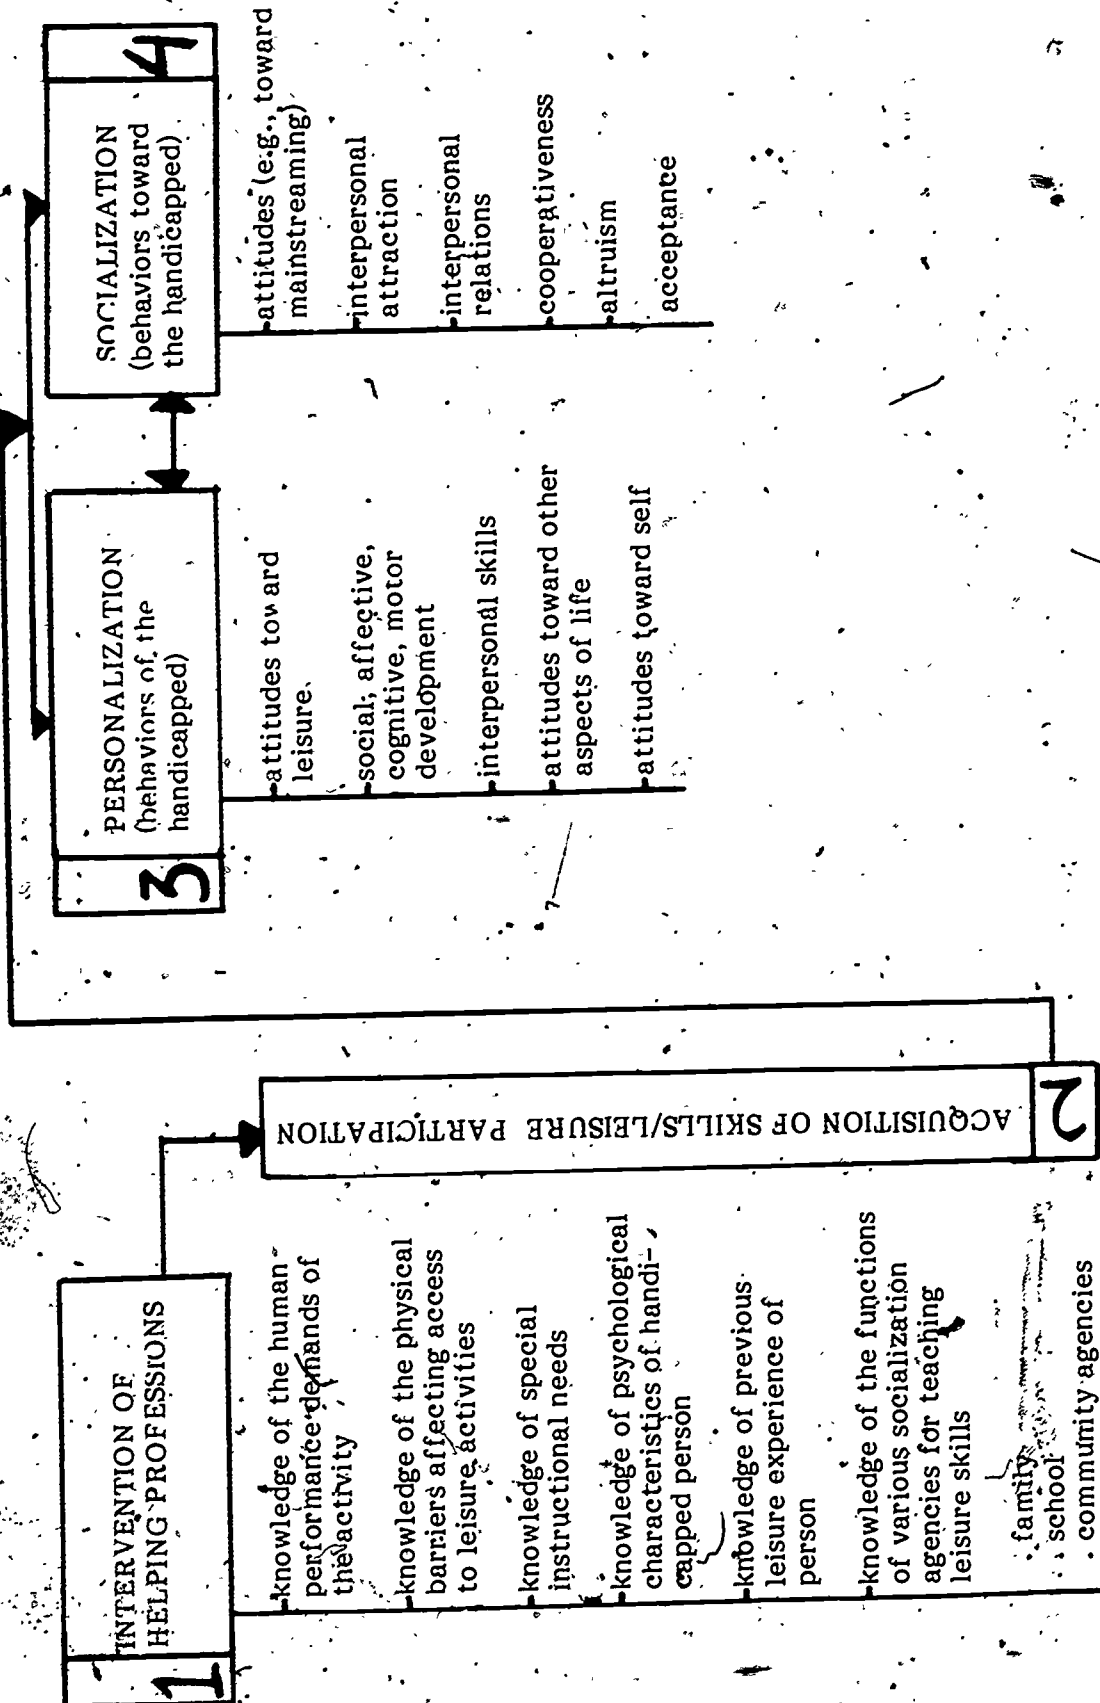 1
INTERVENTION OF
HELPING PROFESSIONS
knowledge of the human
performance demands of
the activity
knowledge of the physical
barriers affecting access
to leisure activities
knowledge of special
instructional needs
knowledge of psychological
characteristics of handi-
capped person
knowledge of previous
leisure experience of
person
knowledge of the functions
of various socialization
agencies for teaching
leisure skills
. family
. school
. community agencies
2
ACQUISITION OF SKILLS/LEISURE PARTICIPATION
3
PERSONALIZATION
(behaviors of the
handicapped)
attitudes toward
leisure
social, affective,
cognitive, motor
development
interpersonal skills
attitudes toward other
aspects of life
attitudes toward self
4
SOCIALIZATION
(behaviors toward
the handicapped)
attitudes (e.g., toward
mainstreaming)
interpersonal
attraction
interpersonal
relations
cooperativeness
altruism
acceptance